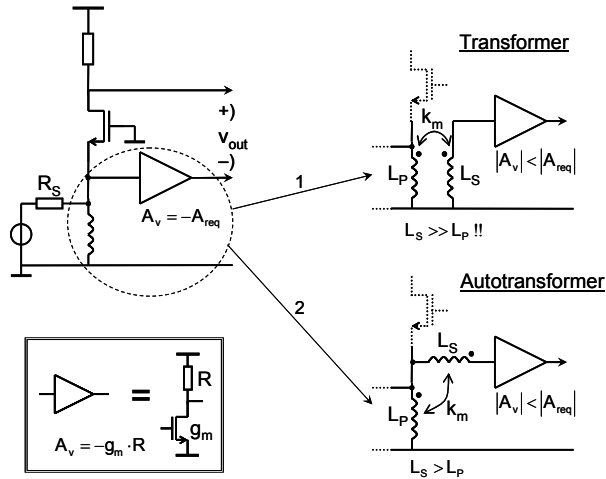 Transformer
+)
v_out
–)
k_m
L_P
L_S
|A_v| < |A_req|
L_S >> L_P !!
R_S
A_v = –A_req
1
2
Autotransformer
L_S
L_P
k_m
|A_v| < |A_req|
L_S > L_P
=
R
g_m
A_v = –g_m · R